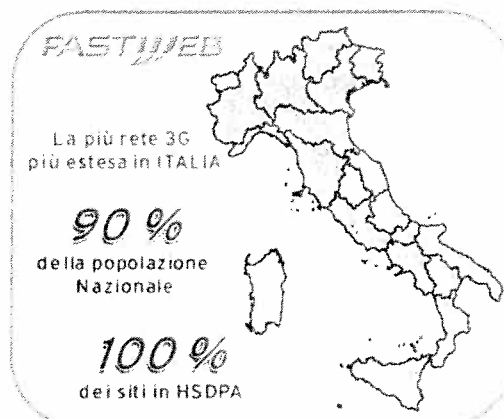 FASTWEB
La più rete 3G
più estesa in ITALIA
90 %
della popolazione
Nazionale
100 %
dei siti in HSDPA